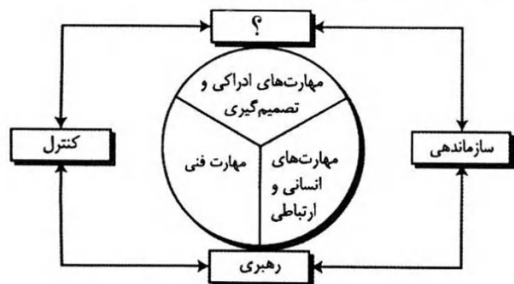 ؟
مهارت‌های ادراکی و
تصمیم‌گیری
کنترل
مهارت فنی
مهارت‌های
انسانی و
ارتباطی
سازماندهی
رهبری